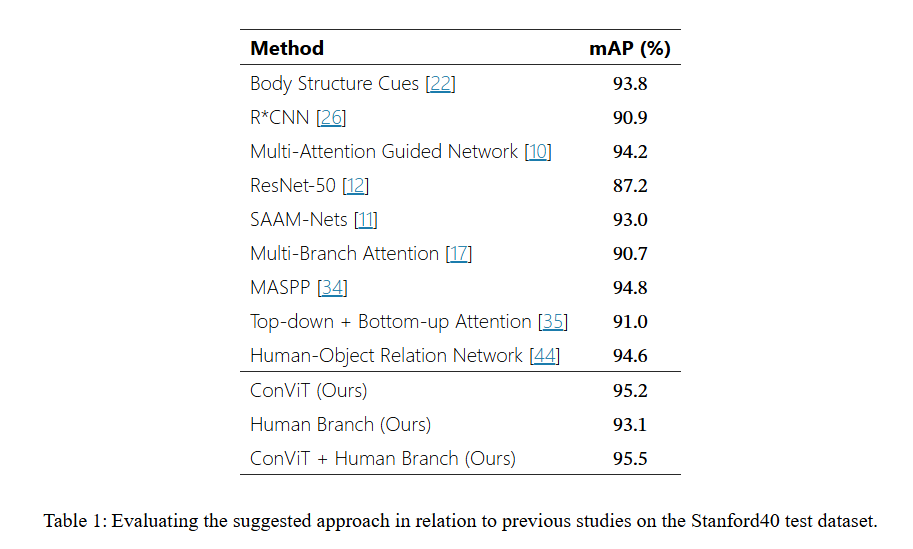 Method mAP (%)
Body Structure Cues [22] 93.8
R*CNN [26] 90.9
Multi-Attention Guided Network [10] 94.2
ResNet-50 [12] 87.2
SAAM-Nets [11] 93.0
Multi-Branch Attention [17] 90.7
MASPP [34] 94.8
Top-down + Bottom-up Attention [35] 91.0
Human-Object Relation Network [44] 94.6
ConViT (Ours) 95.2
Human Branch (Ours) 93.1
ConViT + Human Branch (Ours) 95.5
Table 1: Evaluating the suggested approach in relation to previous studies on the Stanford40 test dataset.